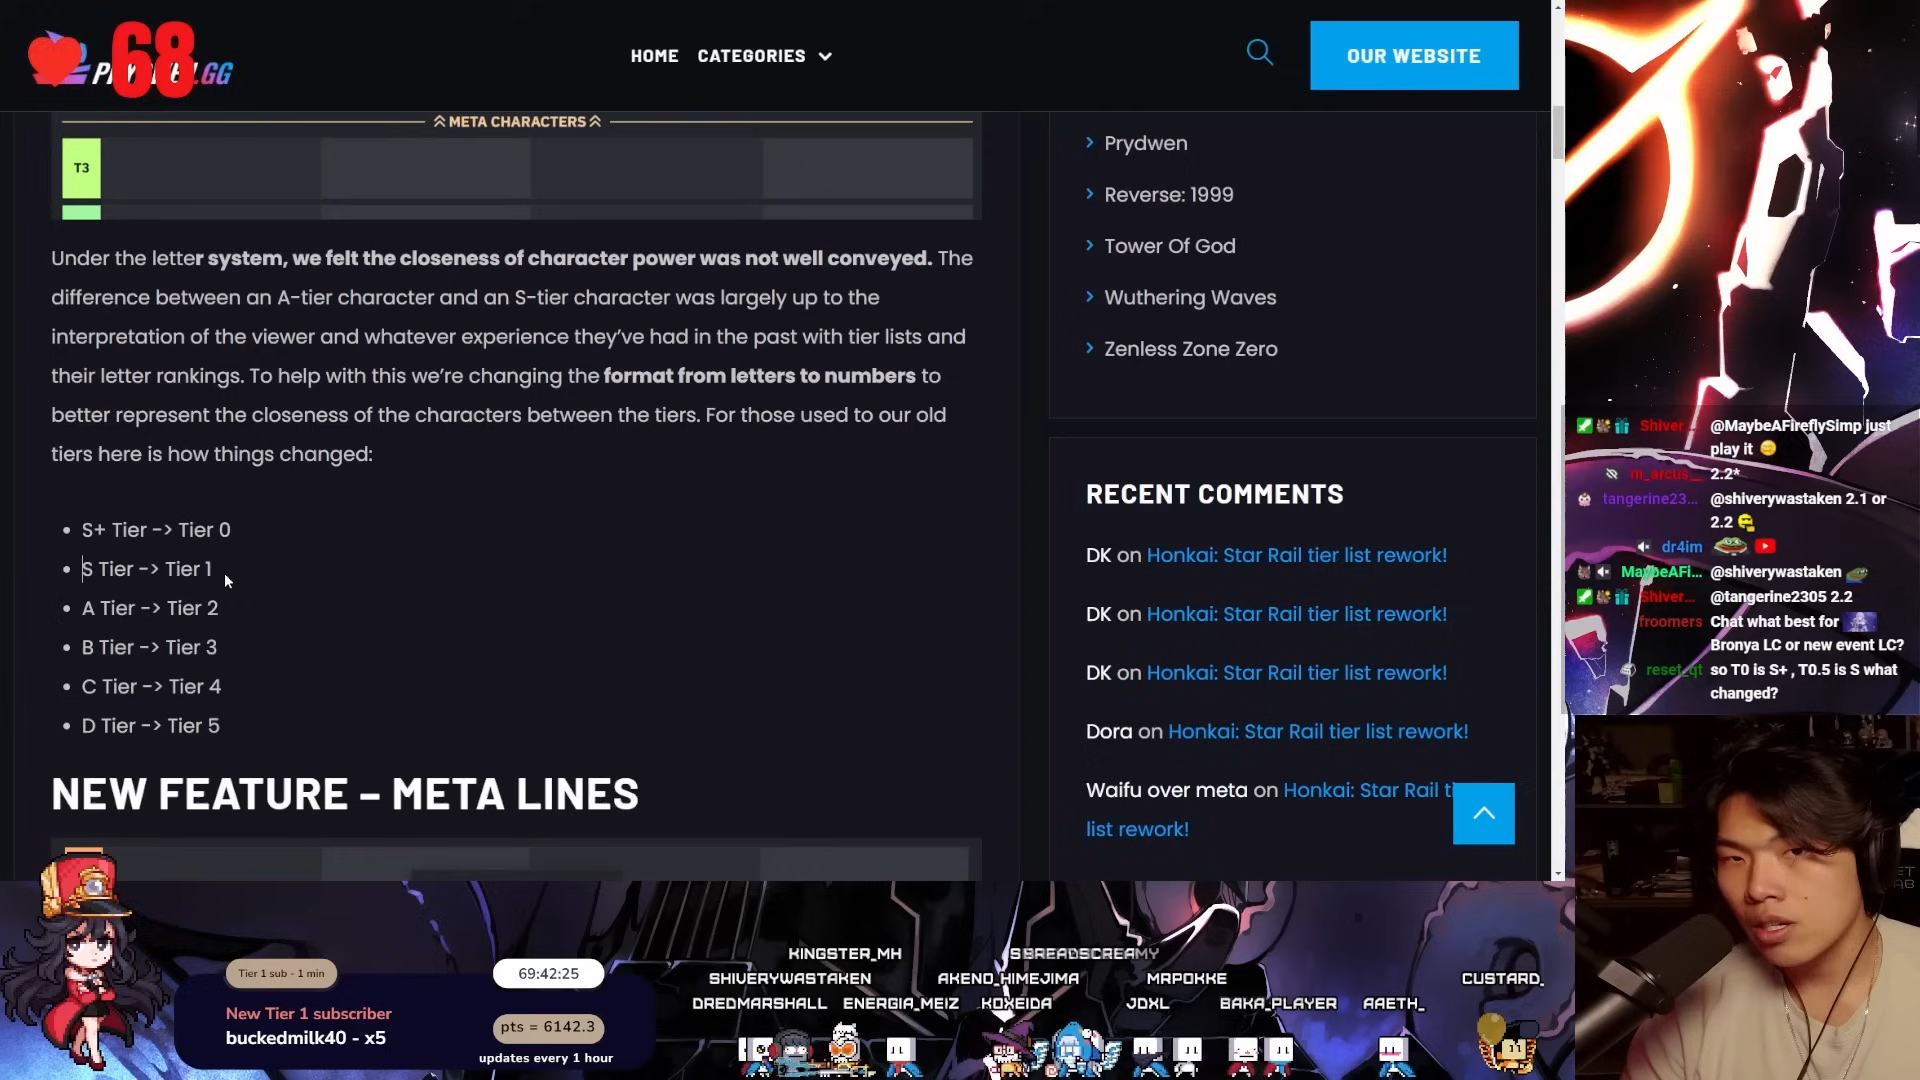 68
.GG
HOME CATEGORIES
OUR WEBSITE
META CHARACTERS
T3
Under the letter system, we felt the closeness of character power was not well conveyed. The
difference between an A-tier character and an S-tier character was largely up to the
interpretation of the viewer and whatever experience they've had in the past with tier lists and
their letter rankings. To help with this we're changing the format from letters to numbers to
better represent the closeness of the characters between the tiers. For those used to our old
tiers here is how things changed:
• S+ Tier -> Tier 0
• S Tier -> Tier 1
• A Tier -> Tier 2
• B Tier -> Tier 3
• C Tier -> Tier 4
• D Tier -> Tier 5
NEW FEATURE – META LINES
Prydwen
Reverse: 1999
Tower Of God
Wuthering Waves
Zenless Zone Zero
RECENT COMMENTS
DK on Honkai: Star Rail tier list rework!
DK on Honkai: Star Rail tier list rework!
DK on Honkai: Star Rail tier list rework!
Dora on Honkai: Star Rail tier list rework!
Waifu over meta on Honkai: Star Rail t
list rework!
Shiver... @MaybeAFireflySimp just
play it
m_arcus__ 2.2*
tangerine23... @shiverywastaken 2.1 or
2.2
dr4im
MaybeAFi... @shiverywastaken
Shiver... @tangerine2305 2.2
froomers Chat what best for
Bronya LC or new event LC?
reset_qt so T0 is S+ , T0.5 is S what
changed?
Tier 1 sub - 1 min
New Tier 1 subscriber
buckedmilk40 - x5
69:42:25
pts = 6142.3
updates every 1 hour
KINGSTER_MH
SHIVERYWASTAKEN AKENO_HIMEJIMA MRPOKKE CUSTARD_
DREDMARSHALL ENERGIA_MEIZ KOXEIDA JDXL BAKA_PLAYER AAETH_